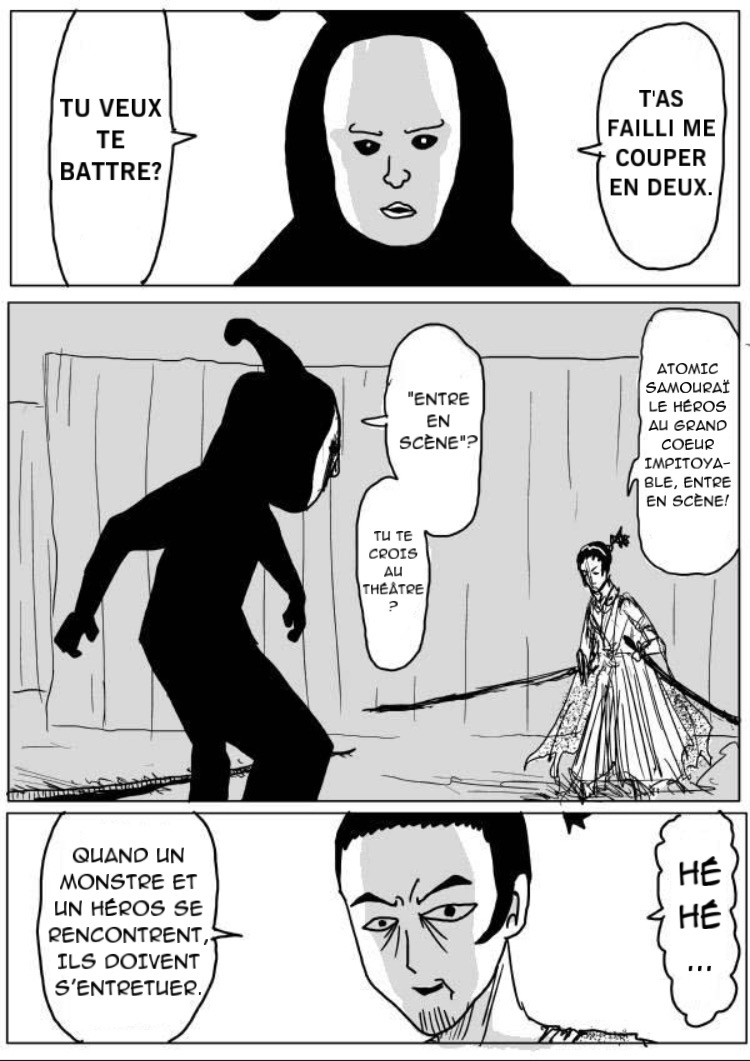 T'AS
FAILLI ME
COUPER
EN DEUX.
TU VEUX
TE
BATTRE?
ATOMIC
SAMOURAÏ
LE HÉROS
AU GRAND
COEUR
IMPITOYA-
BLE, ENTRE
EN SCÈNE!
"ENTRE
EN
SCÈNE"?
TU TE
CROIS
AU
THÉÂTRE
?
HÉ
HÉ
...
QUAND UN
MONSTRE ET
UN HÉROS SE
RENCONTRENT,
ILS DOIVENT
S'ENTRETUER.